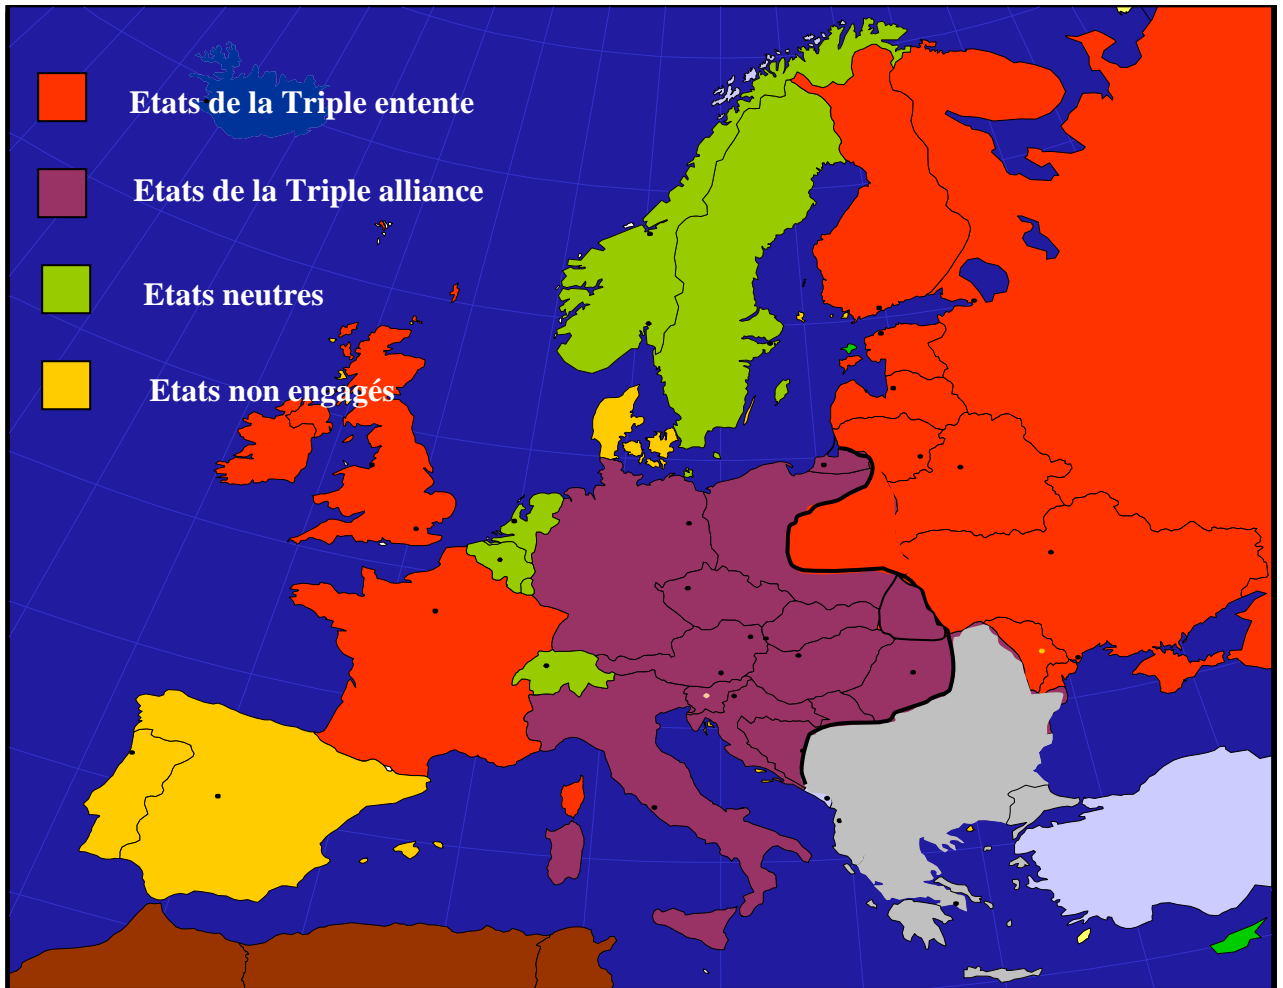 Etats de la Triple entente
Etats de la Triple alliance
Etats neutres
Etats non engagés